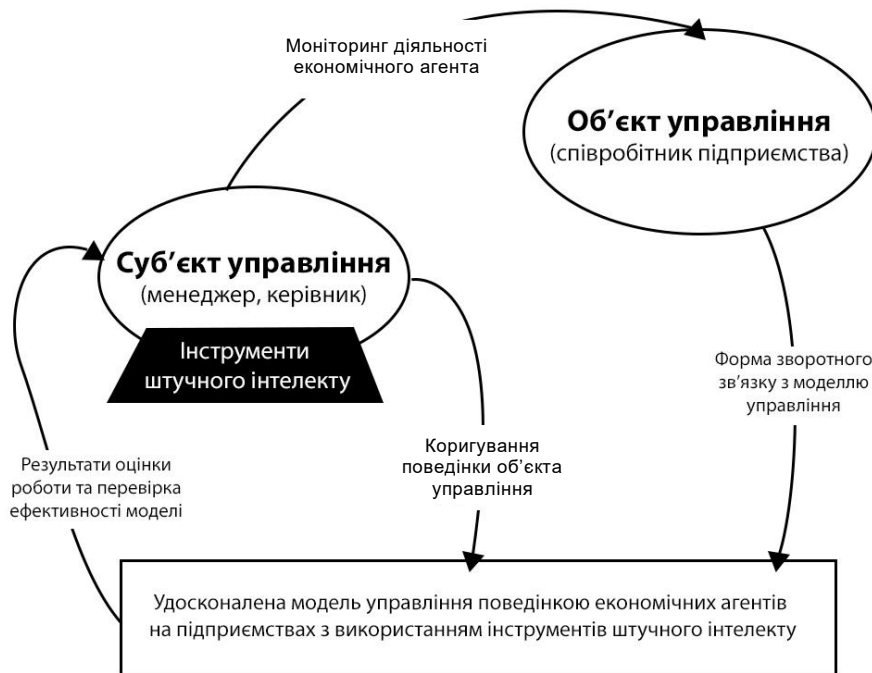 Моніторинг діяльності
економічного агента
Об’єкт управління
(співробітник підприємства)
Суб’єкт управління
(менеджер, керівник)
Інструменти
штучного інтелекту
Форма зворотного
зв’язку з моделлю
управління
Коригування
поведінки об’єкта
управління
Результати оцінки
роботи та перевірка
ефективності моделі
Удосконалена модель управління поведінкою економічних агентів
на підприємствах з використанням інструментів штучного інтелекту